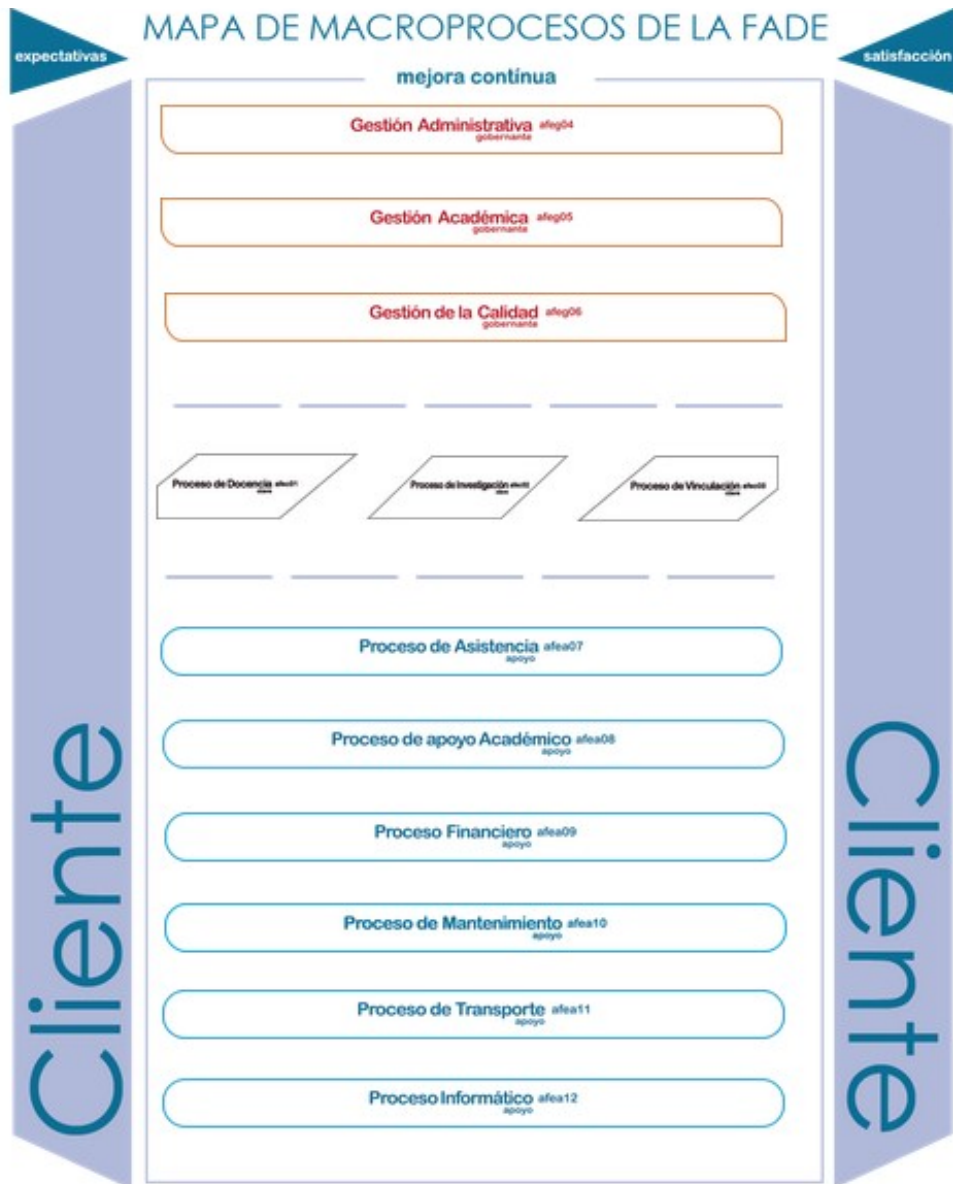 MAPA DE MACROPROCESOS DE LA FADE
expectativas
satisfacción
mejora contínua
Gestión Administrativa afeg04
gobernante
Gestión Académica afeg05
gobernante
Gestión de la Calidad afeg06
gobernante
Proceso de Docencia afea01
Proceso de Investigación
Proceso de Vinculación
Proceso de Asistencia afea07
apoyo
Proceso de apoyo Académico afea08
apoyo
Proceso Financiero afea09
apoyo
Proceso de Mantenimiento afea10
apoyo
Proceso de Transporte afea11
apoyo
Proceso Informático afea12
apoyo
Cliente
Cliente